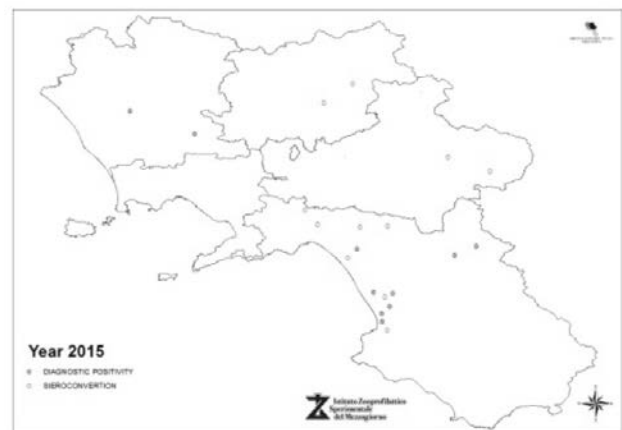 Year 2015
DIAGNOSTIC POSITIVITY
SIEROCONVERTION
Istituto Zooprofilattico
Sperimentale
del Mezzogiorno